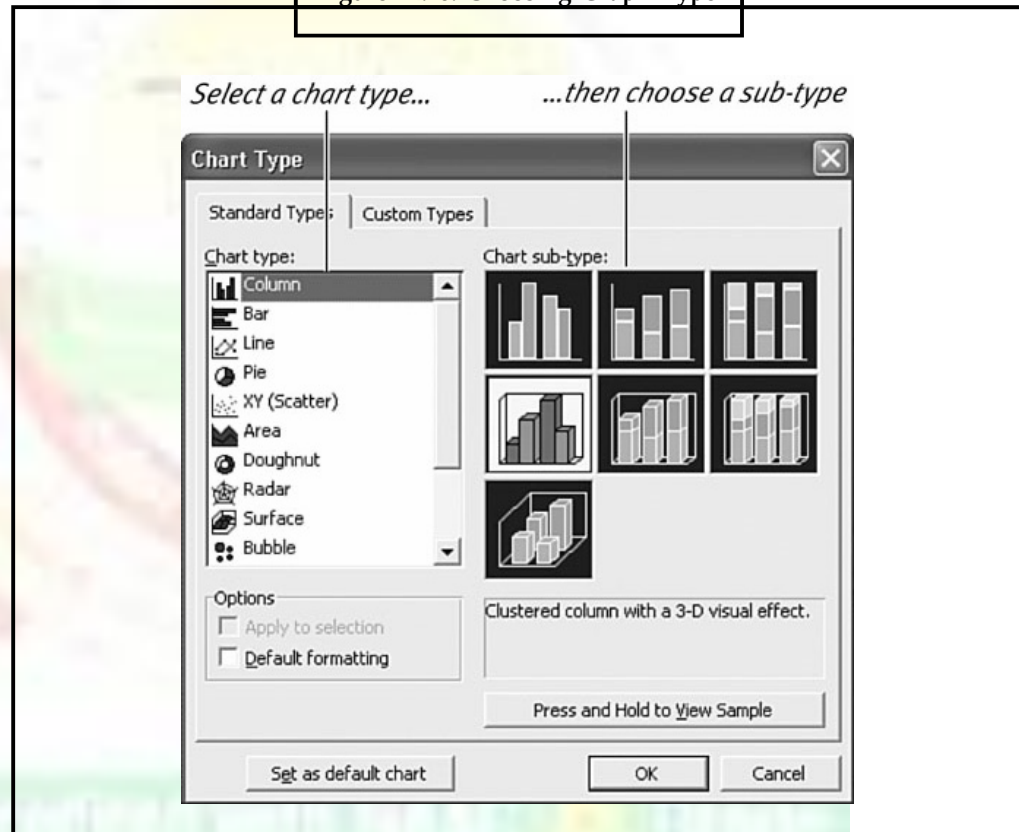 Select a chart type... ...then choose a sub-type
Chart Type
Standard Types Custom Types
Chart type:
Column
Bar
Line
Pie
XY (Scatter)
Area
Doughnut
Radar
Surface
Bubble
Chart sub-type:
Options
Apply to selection
Default formatting
Clustered column with a 3-D visual effect.
Press and Hold to View Sample
Set as default chart OK Cancel